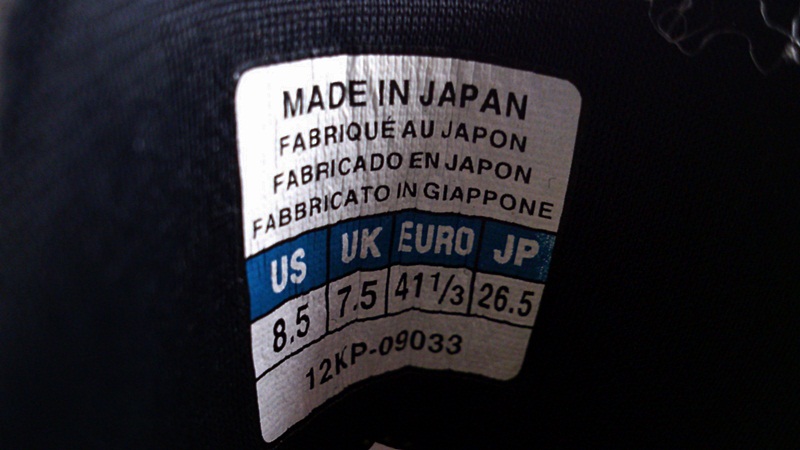 MADE IN JAPAN
FABRIQUÉ AU JAPON
FABRICADO EN JAPON
FABBRICATO IN GIAPPONE
US UK EURO JP
8.5 7.5 41 1/3 26.5
12KP-09033